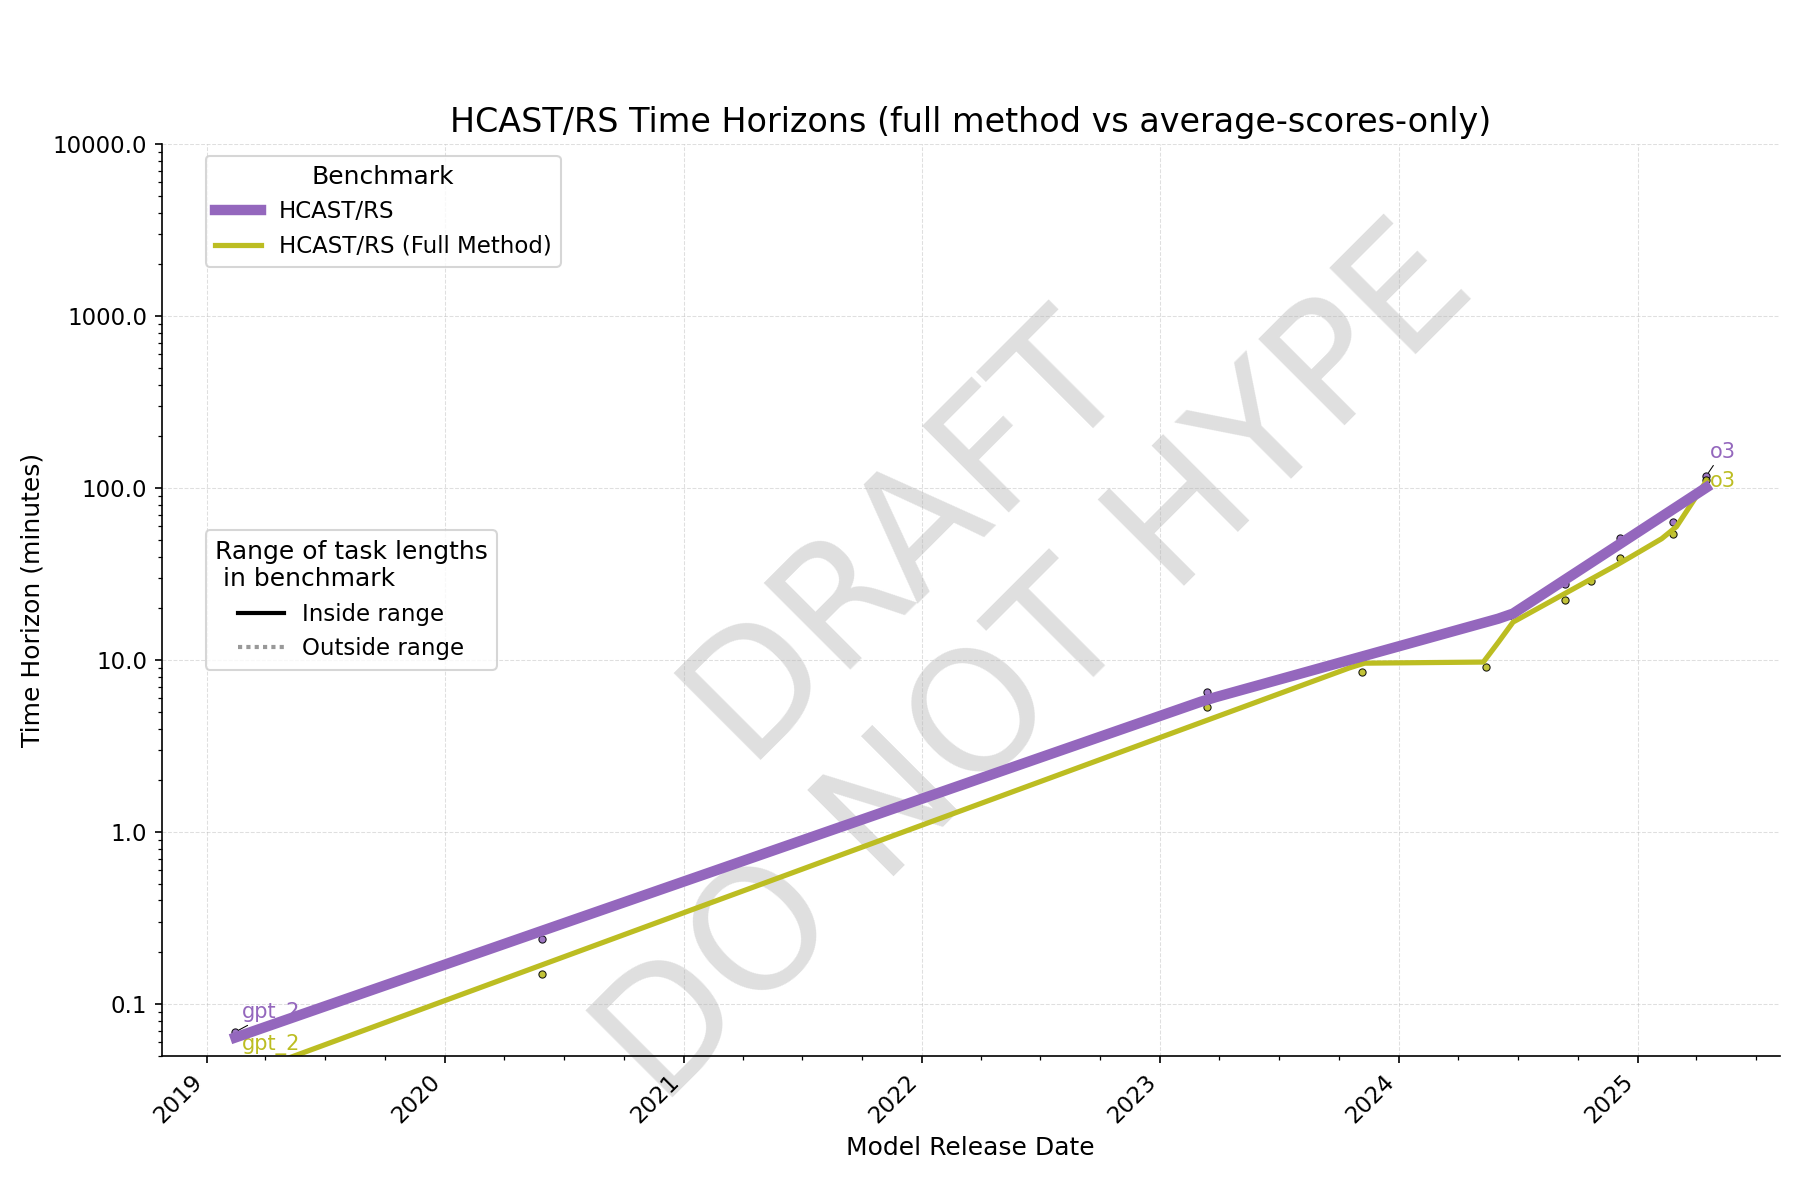 HCAST/RS Time Horizons (full method vs average-scores-only)
10000.0
1000.0
100.0
10.0
1.0
0.1
Time Horizon (minutes)
Benchmark
HCAST/RS
HCAST/RS (Full Method)
Range of task lengths
in benchmark
Inside range
Outside range
DRAFT
DO NOT HYPE
o3
o3
gpt_2
gpt_2
2019
2020
2021
2022
2023
2024
2025
Model Release Date